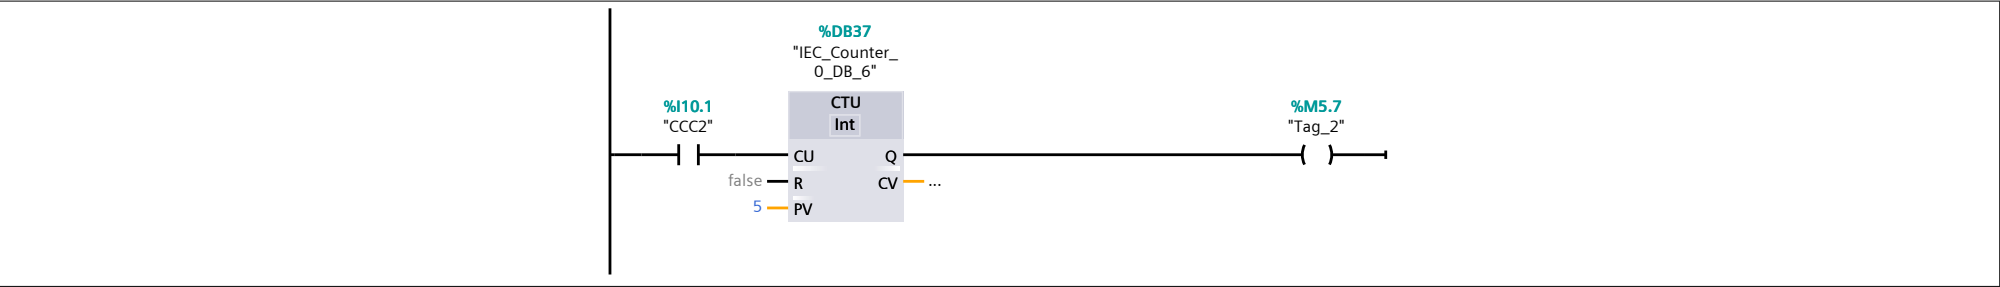 %DB37
"IEC_Counter_
0_DB_6"
%I10.1
"CCC2"
CTU
Int
%M5.7
"Tag_2"
CU
Q
false
R
CV
...
5
PV